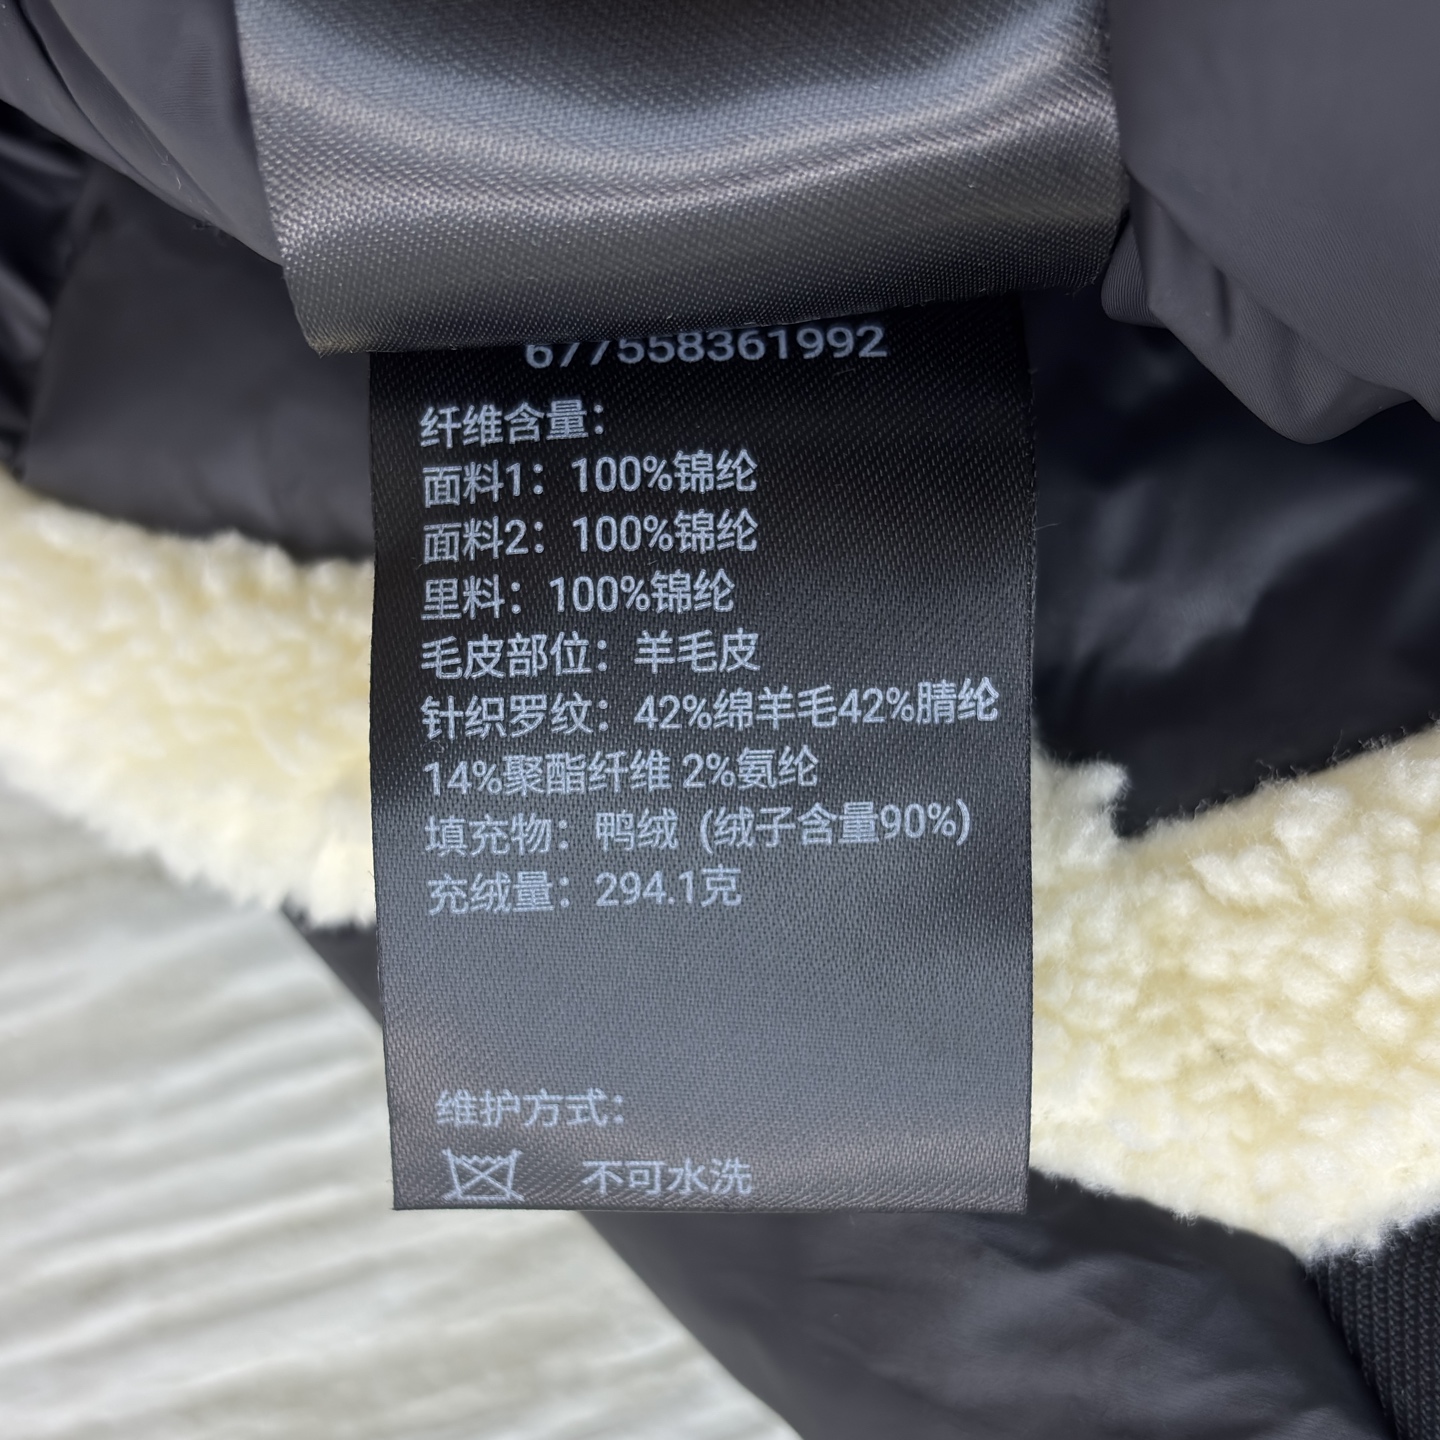 677558361992
纤维含量：
面料1：100%锦纶
面料2：100%锦纶
里料：100%锦纶
毛皮部位：羊毛皮
针织罗纹：42%绵羊毛42%腈纶
14%聚酯纤维 2%氨纶
填充物：鸭绒 (绒子含量90%)
充绒量：294.1克
维护方式：
不可水洗